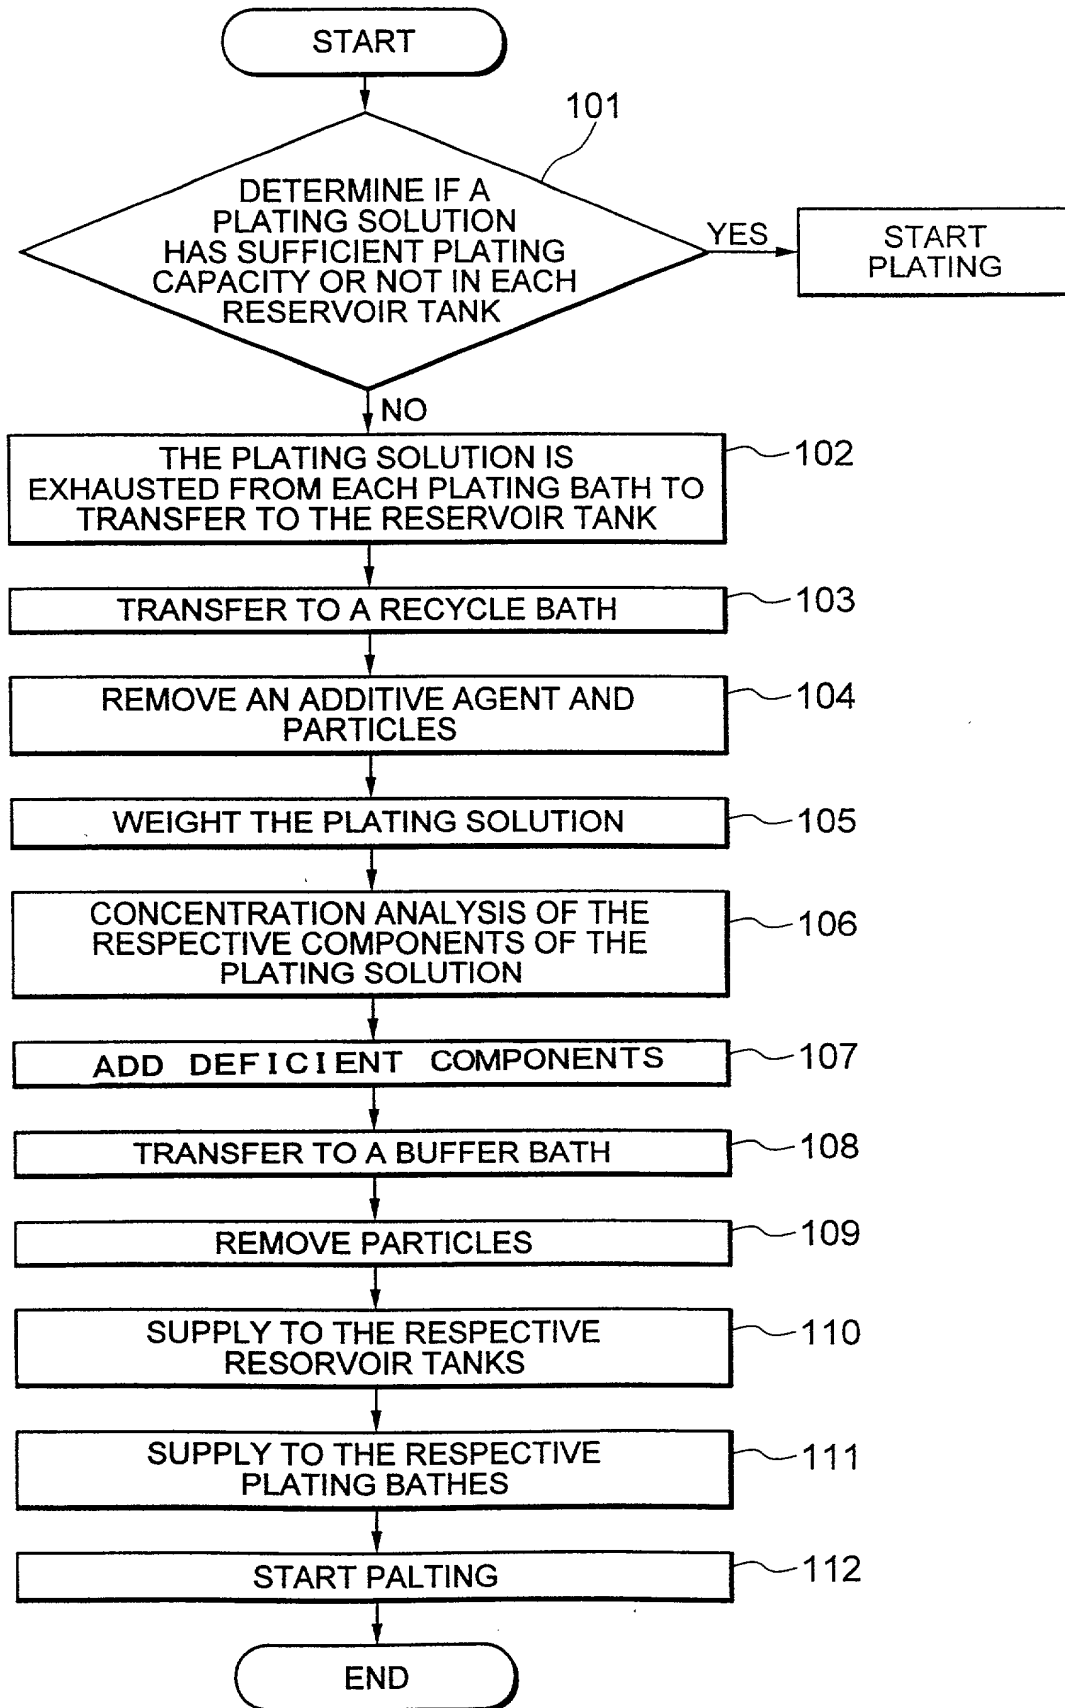 START
101
DETERMINE IF A
PLATING SOLUTION
HAS SUFFICIENT PLATING
CAPACITY OR NOT IN EACH
RESERVOIR TANK
YES
START
PLATING
NO
THE PLATING SOLUTION IS
EXHAUSTED FROM EACH PLATING BATH TO
TRANSFER TO THE RESERVOIR TANK
102
TRANSFER TO A RECYCLE BATH
103
REMOVE AN ADDITIVE AGENT AND
PARTICLES
104
WEIGHT THE PLATING SOLUTION
105
CONCENTRATION ANALYSIS OF THE
RESPECTIVE COMPONENTS OF THE
PLATING SOLUTION
106
ADD DEFICIENT COMPONENTS
107
TRANSFER TO A BUFFER BATH
108
REMOVE PARTICLES
109
SUPPLY TO THE RESPECTIVE
RESORVOIR TANKS
110
SUPPLY TO THE RESPECTIVE
PLATING BATHES
111
START PALTING
112
END